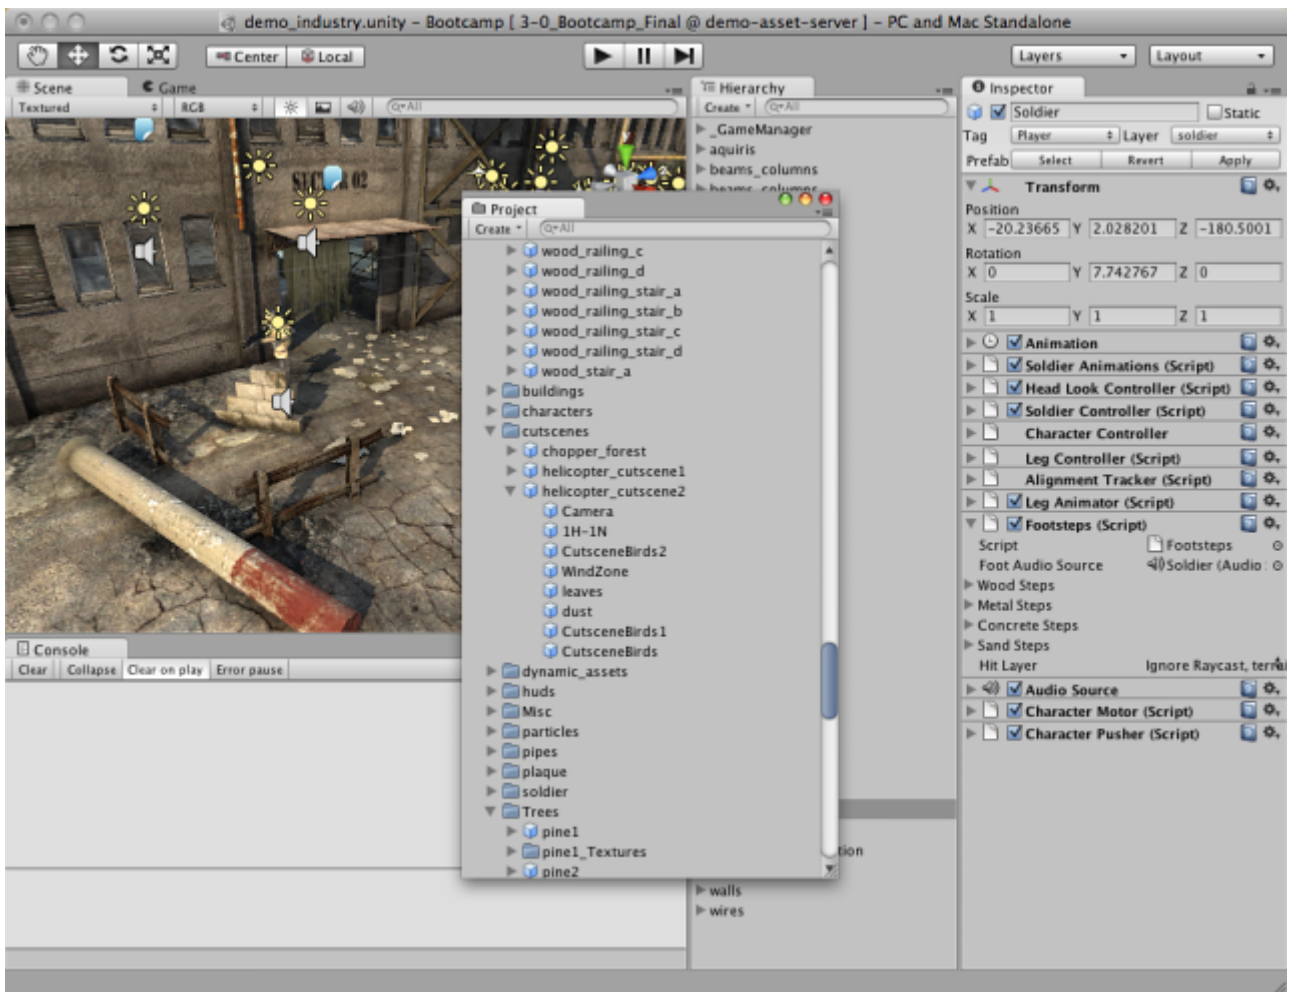 demo_industry.unity – Bootcamp [ 3-0_Bootcamp_Final @ demo-asset-server ] – PC and Mac Standalone
Center Local Layers Layout
Scene Game
Textured RGB All
02
Console
Clear Collapse Clear on play Error pause
Project
Create All
wood_railing_c
wood_railing_d
wood_railing_stair_a
wood_railing_stair_b
wood_railing_stair_c
wood_railing_stair_d
wood_stair_a
buildings
characters
cutscenes
chopper_forest
helicopter_cutscene1
helicopter_cutscene2
Camera
1H-1N
CutsceneBirds2
WindZone
leaves
dust
CutsceneBirds1
CutsceneBirds
dynamic_assets
huds
Misc
particles
pipes
plaque
soldier
Trees
pine1
pine1_Textures
pine2
Hierarchy
Create All
_GameManager
aquiris
beams_columns
beams_columns
tion
walls
wires
Inspector
Soldier Static
Tag Player Layer soldier
Prefab Select Revert Apply
Transform
Position
X -20.23665 Y 2.028201 Z -180.5001
Rotation
X 0 Y 7.742767 Z 0
Scale
X 1 Y 1 Z 1
Animation
Soldier Animations (Script)
Head Look Controller (Script)
Soldier Controller (Script)
Character Controller
Leg Controller (Script)
Alignment Tracker (Script)
Leg Animator (Script)
Footsteps (Script)
Script Footsteps
Foot Audio Source Soldier (Audio
Wood Steps
Metal Steps
Concrete Steps
Sand Steps
Hit Layer Ignore Raycast, terrai
Audio Source
Character Motor (Script)
Character Pusher (Script)